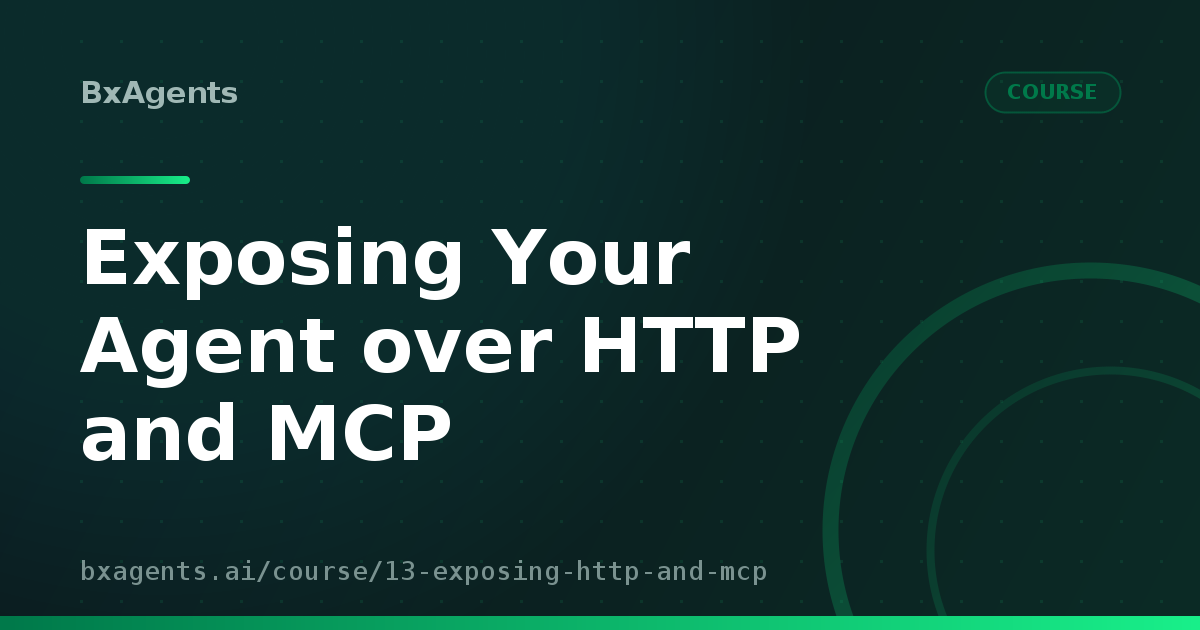 BxAgents
COURSE
Exposing Your
Agent over HTTP
and MCP
bxagents.ai/course/13-exposing-http-and-mcp